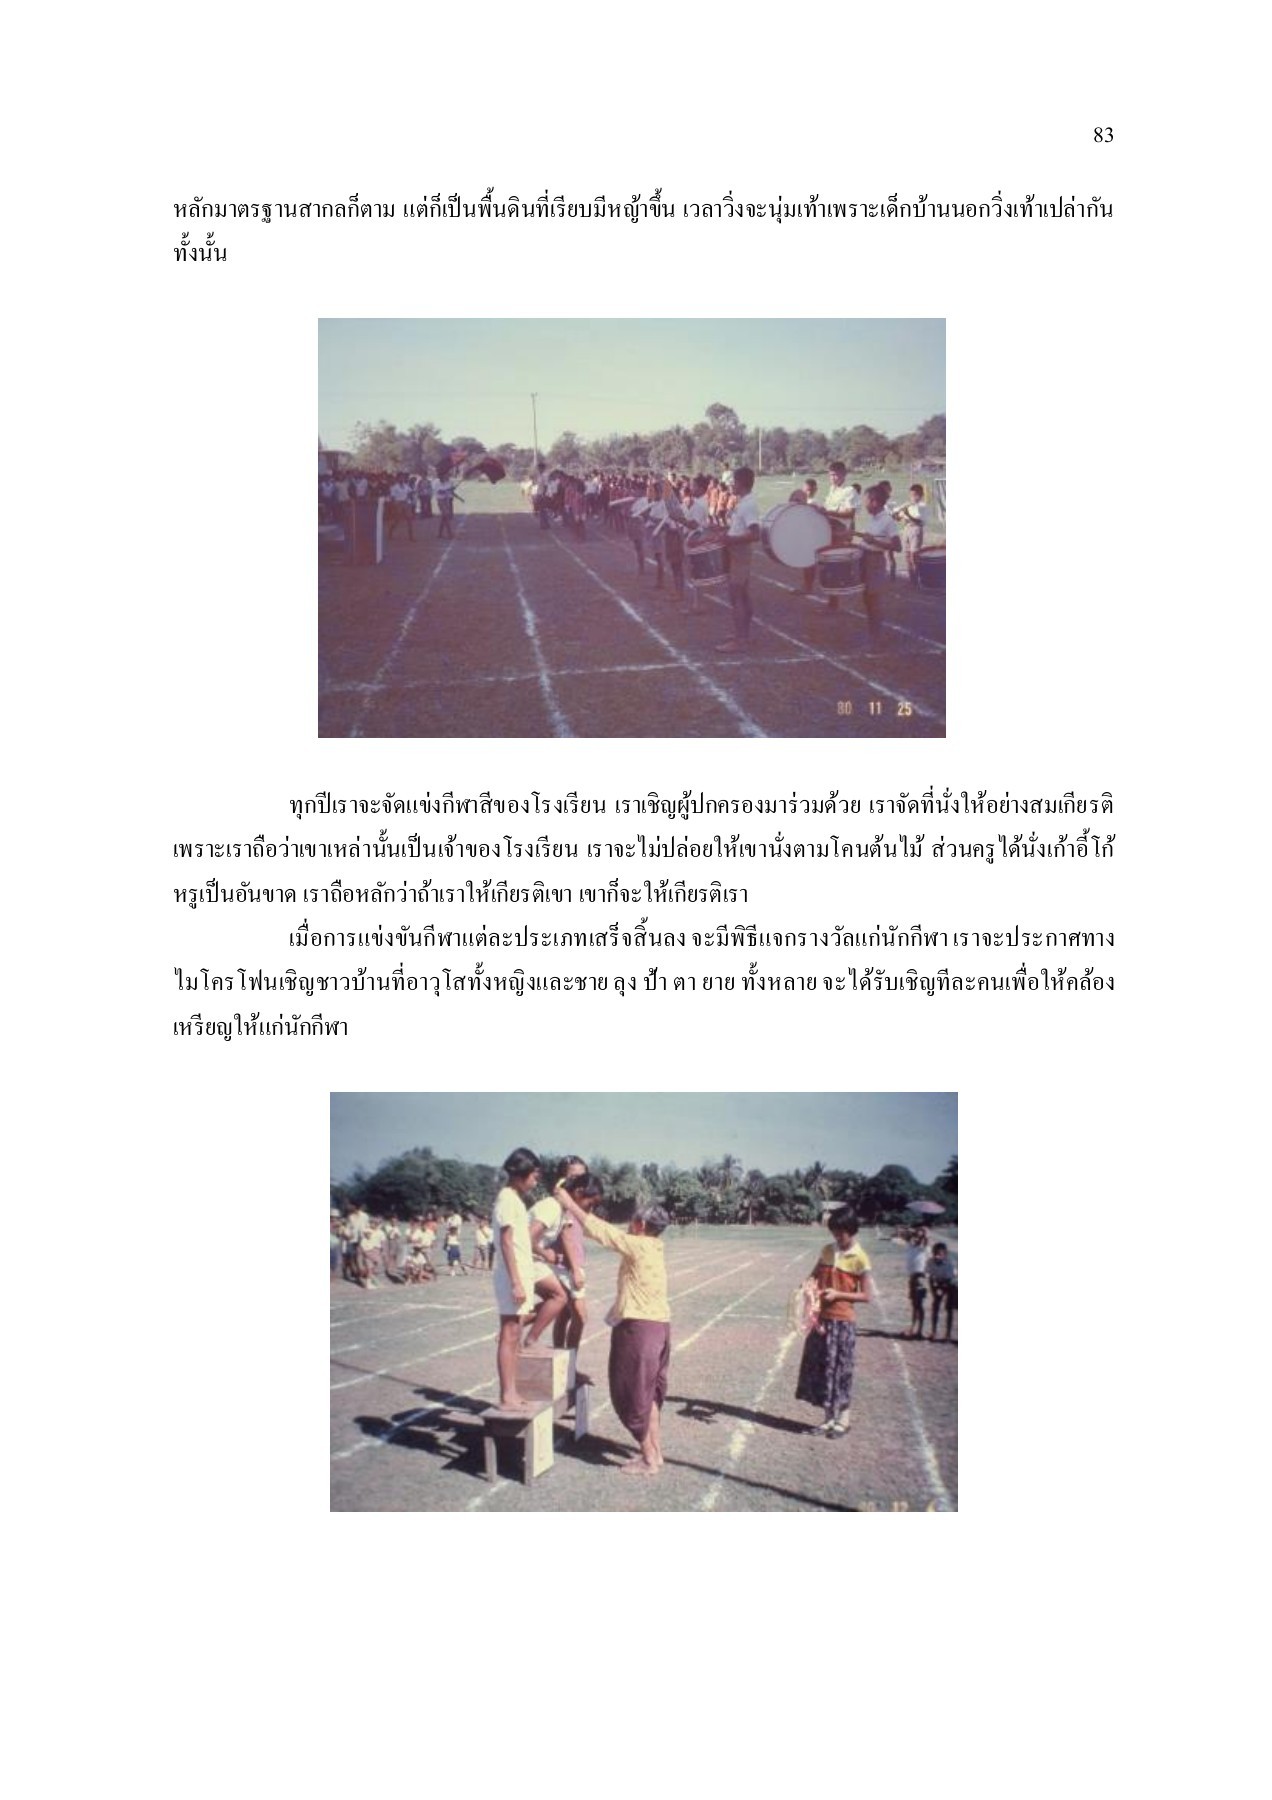 83
หลักมาตรฐานสากลก็ตาม แต่ก็เป็นพื้นดินที่เรียบมีหญ้าขึ้น เวลาวิ่งจะนุ่มเท้าเพราะเด็กบ้านนอกวิ่งเท้าเปล่ากัน
ทั้งนั้น
80 11 25
ทุกปีเราจะจัดแข่งกีฬาสีของโรงเรียน เราเชิญผู้ปกครองมาร่วมด้วย เราจัดที่นั่งให้อย่างสมเกียรติ
เพราะเราถือว่าเขาเหล่านั้นเป็นเจ้าของโรงเรียน เราจะไม่ปล่อยให้เขานั่งตามโคนต้นไม้ ส่วนครูได้นั่งเก้าอี้โก้
หรูเป็นอันขาด เราถือหลักว่าถ้าเราให้เกียรติเขา เขาก็จะให้เกียรติเรา
เมื่อการแข่งขันกีฬาแต่ละประเภทเสร็จสิ้นลง จะมีพิธีแจกรางวัลแก่นักกีฬา เราจะประกาศทาง
ไมโครโฟนเชิญชาวบ้านที่อาวุโสทั้งหญิงและชาย ลุง ป้า ตา ยาย ทั้งหลาย จะได้รับเชิญทีละคนเพื่อให้คล้อง
เหรียญให้แก่นักกีฬา